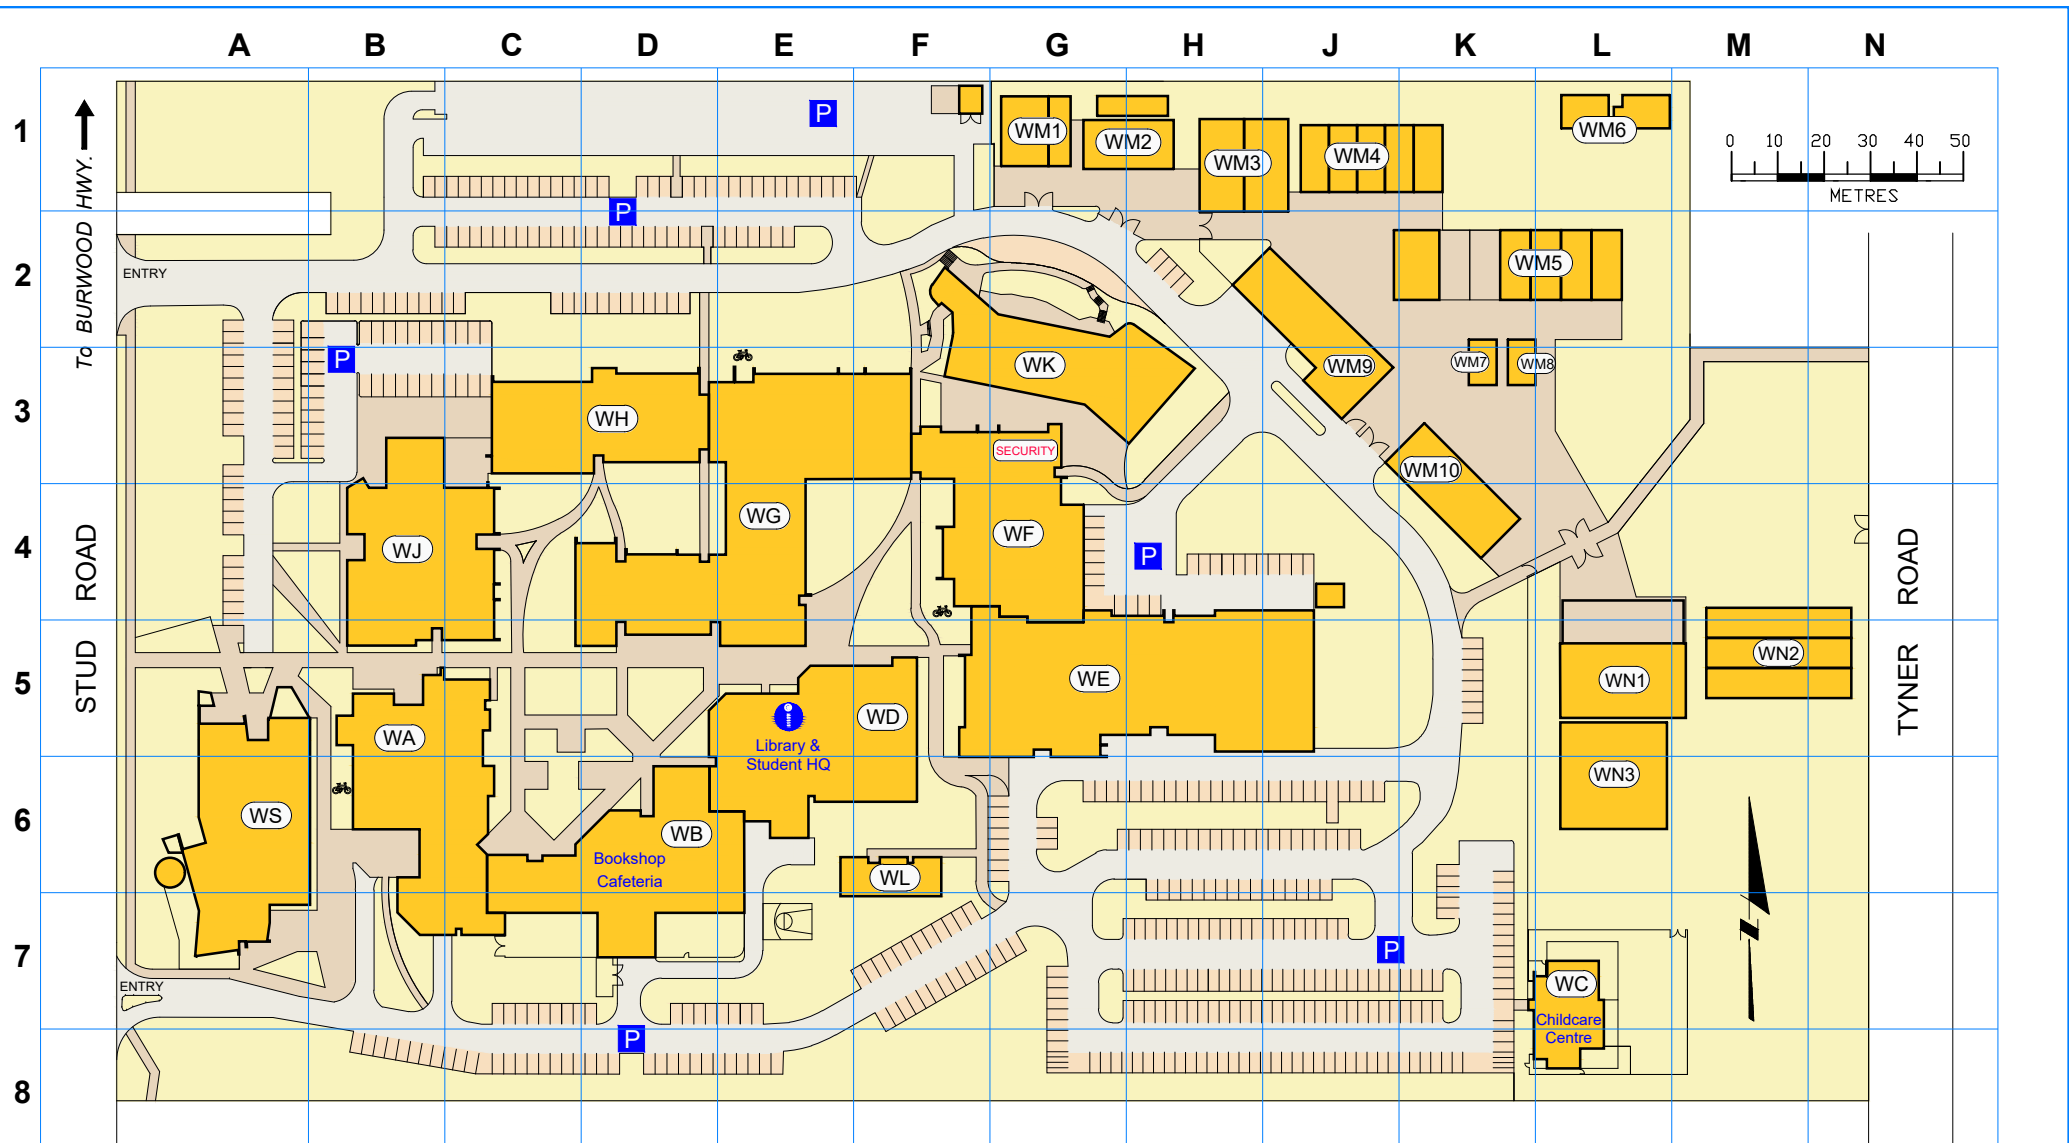 A B C D E F G H J K L M N
1
2
3
4
5
6
7
8
To BURWOOD HWY.
STUD ROAD
TYNER ROAD
ENTRY
ENTRY
P
P
P
P
P
P
WM1
WM2
WM3
WM4
WM6
0 10 20 30 40 50
METRES
WM5
WK
WM9
WM7
WM8
WH
SECURITY
WM10
WG
WF
WJ
WE
WN1
WN2
WA
WD
i
Library &
Student HQ
WN3
WS
WB
Bookshop
Cafeteria
WL
WC
Childcare
Centre